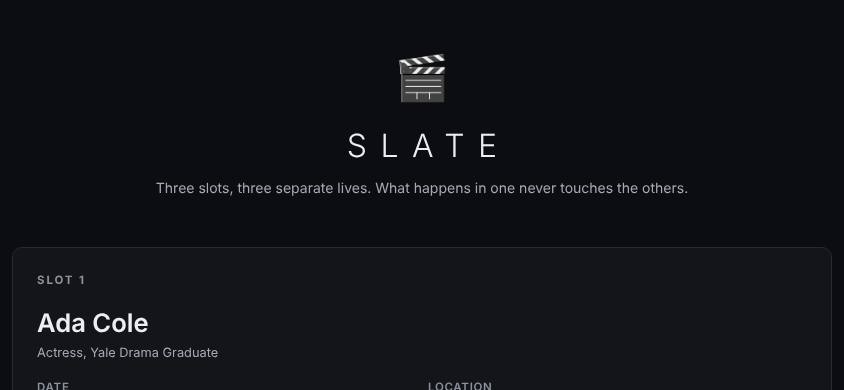 SLATE
Three slots, three separate lives. What happens in one never touches the others.
SLOT 1
Ada Cole
Actress, Yale Drama Graduate
DATE
LOCATION